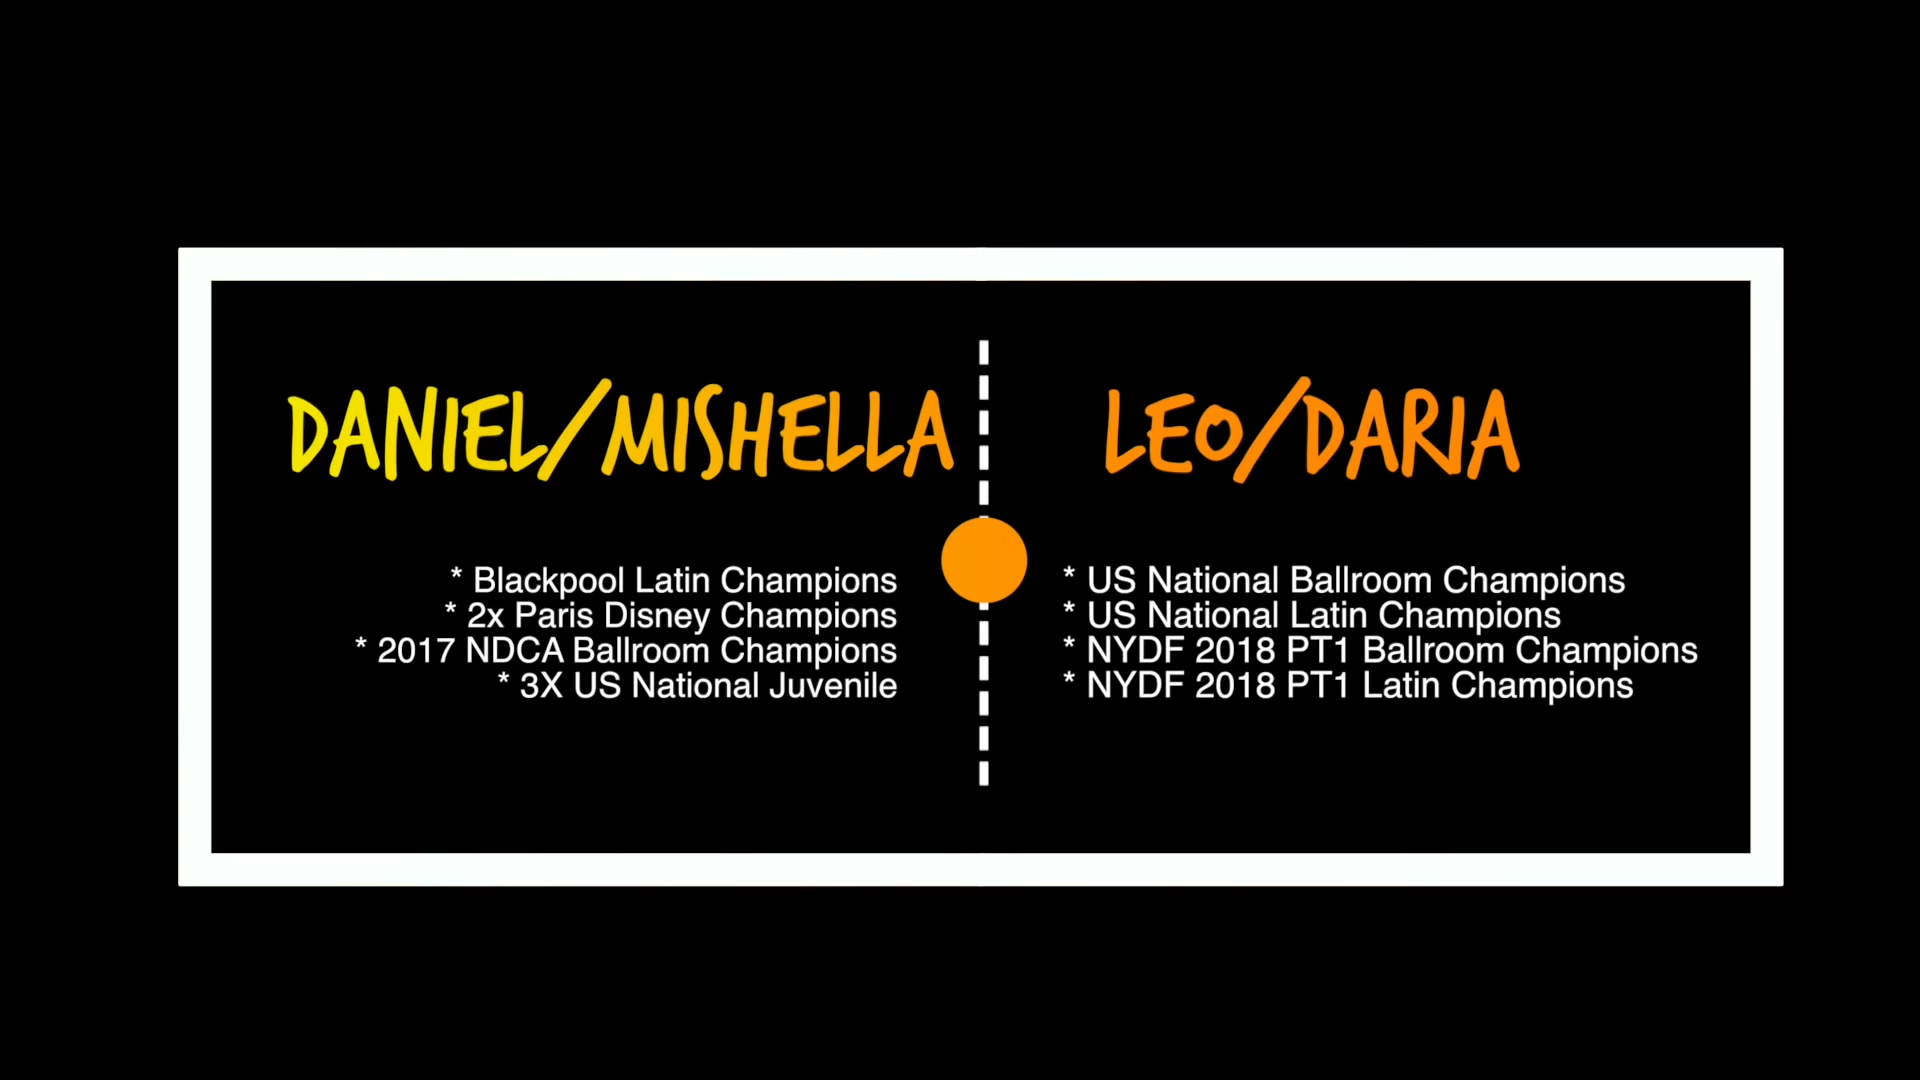 DANIEL/MISHELLA
* Blackpool Latin Champions
* 2x Paris Disney Champions
* 2017 NDCA Ballroom Champions
* 3X US National Juvenile
LEO/DARIA
* US National Ballroom Champions
* US National Latin Champions
* NYDF 2018 PT1 Ballroom Champions
* NYDF 2018 PT1 Latin Champions